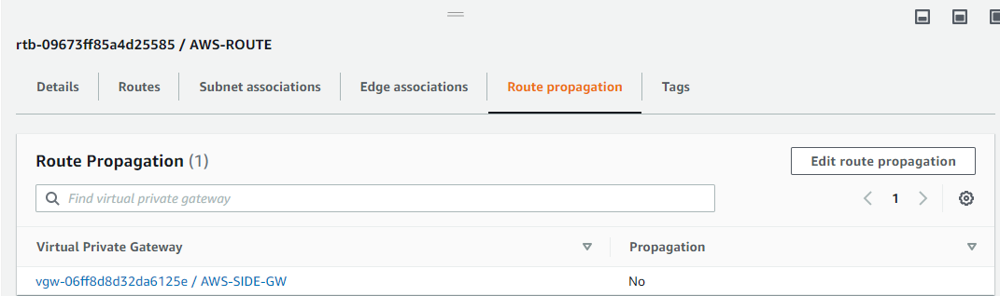 rtb-09673ff85a4d25585 / AWS-ROUTE
Details Routes Subnet associations Edge associations Route propagation Tags
Route Propagation (1) Edit route propagation
Find virtual private gateway 1
Virtual Private Gateway Propagation
vgw-06ff8d8d32da6125e / AWS-SIDE-GW No